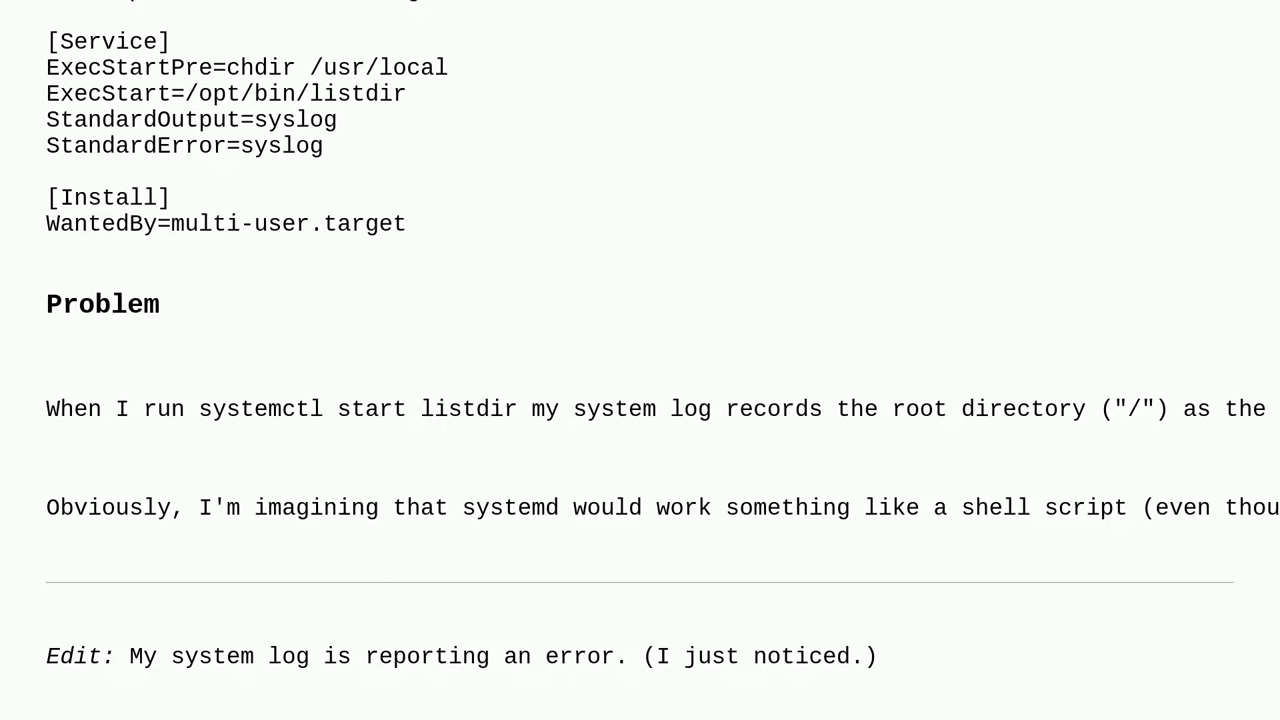 [Service]
ExecStartPre=chdir /usr/local
ExecStart=/opt/bin/listdir
StandardOutput=syslog
StandardError=syslog
[Install]
WantedBy=multi-user.target
Problem
When I run systemctl start listdir my system log records the root directory ("/") as the
Obviously, I'm imagining that systemd would work something like a shell script (even
Edit: My system log is reporting an error. (I just noticed.)